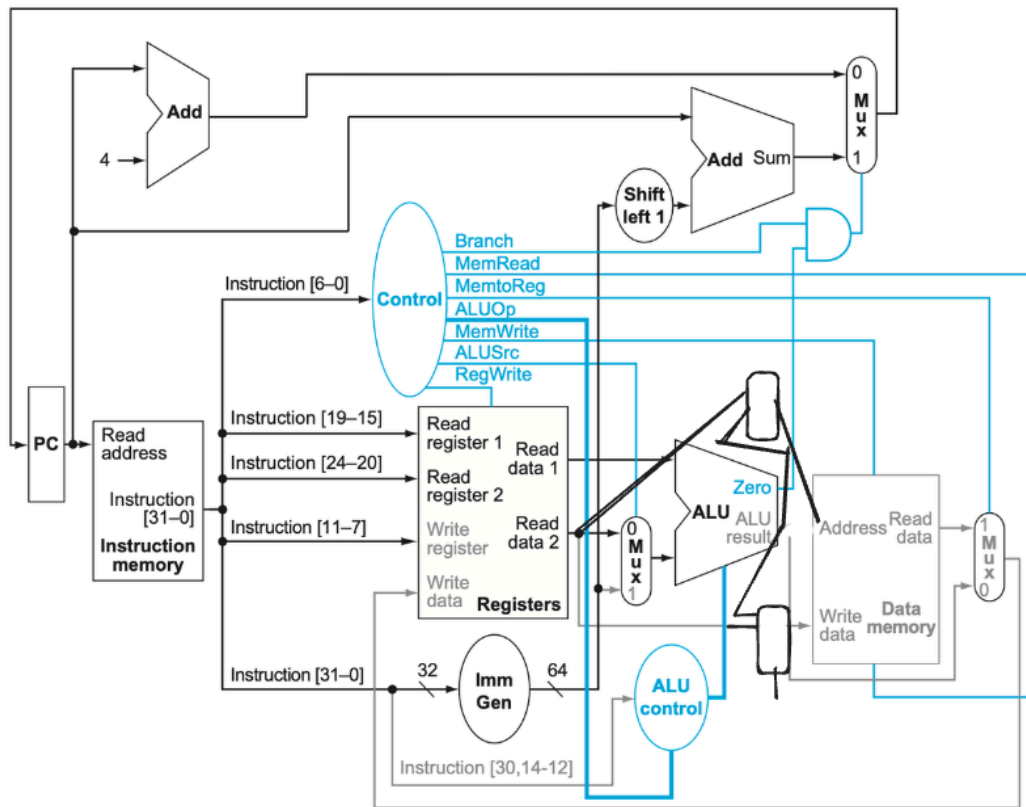 Add
4
0
Mux
1
Add Sum
Shift
left 1
Branch
MemRead
MemtoReg
ALUOp
MemWrite
ALUSrc
RegWrite
Control
Instruction [6–0]
PC
Read
address
Instruction
[31–0]
Instruction
memory
Instruction [19–15]
Instruction [24–20]
Instruction [11–7]
Instruction [31–0]
Read
register 1
Read
data 1
Read
register 2
Write
register
Read
data 2
Write
data
Registers
0
Mux
1
Zero
ALU
ALU
result
Address
Read
data
Write
data
Data
memory
1
Mux
0
32
Imm
Gen
64
ALU
control
Instruction [30,14-12]